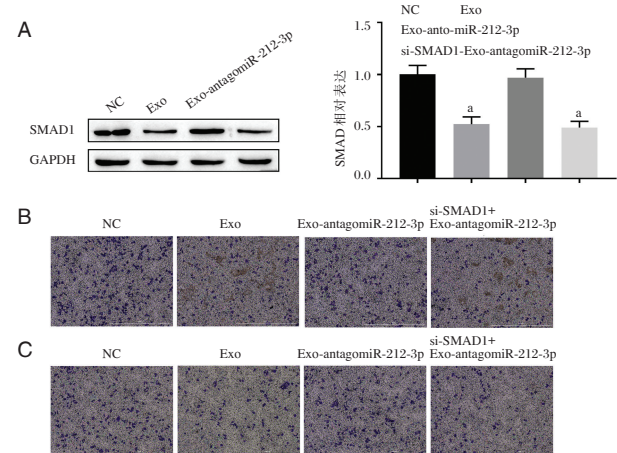 A
NC Exo
Exo-anto-miR-212-3p
si-SMAD1-Exo-antagomiR-212-3p
NC Exo Exo-antagomiR-212-3p
SMAD1
GAPDH
SMAD 相对表达
1.5
1.0
0.5
0.0
a a
B
NC Exo Exo-antagomiR-212-3p si-SMAD1+
Exo-antagomiR-212-3p
C
NC Exo Exo-antagomiR-212-3p si-SMAD1+
Exo-antagomiR-212-3p